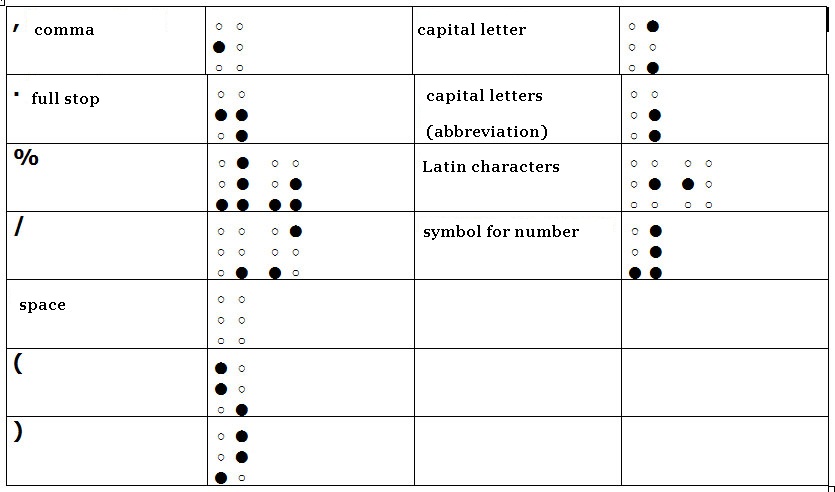 , comma
capital letter
. full stop
capital letters
(abbreviation)
%
Latin characters
/
symbol for number
space
(
)